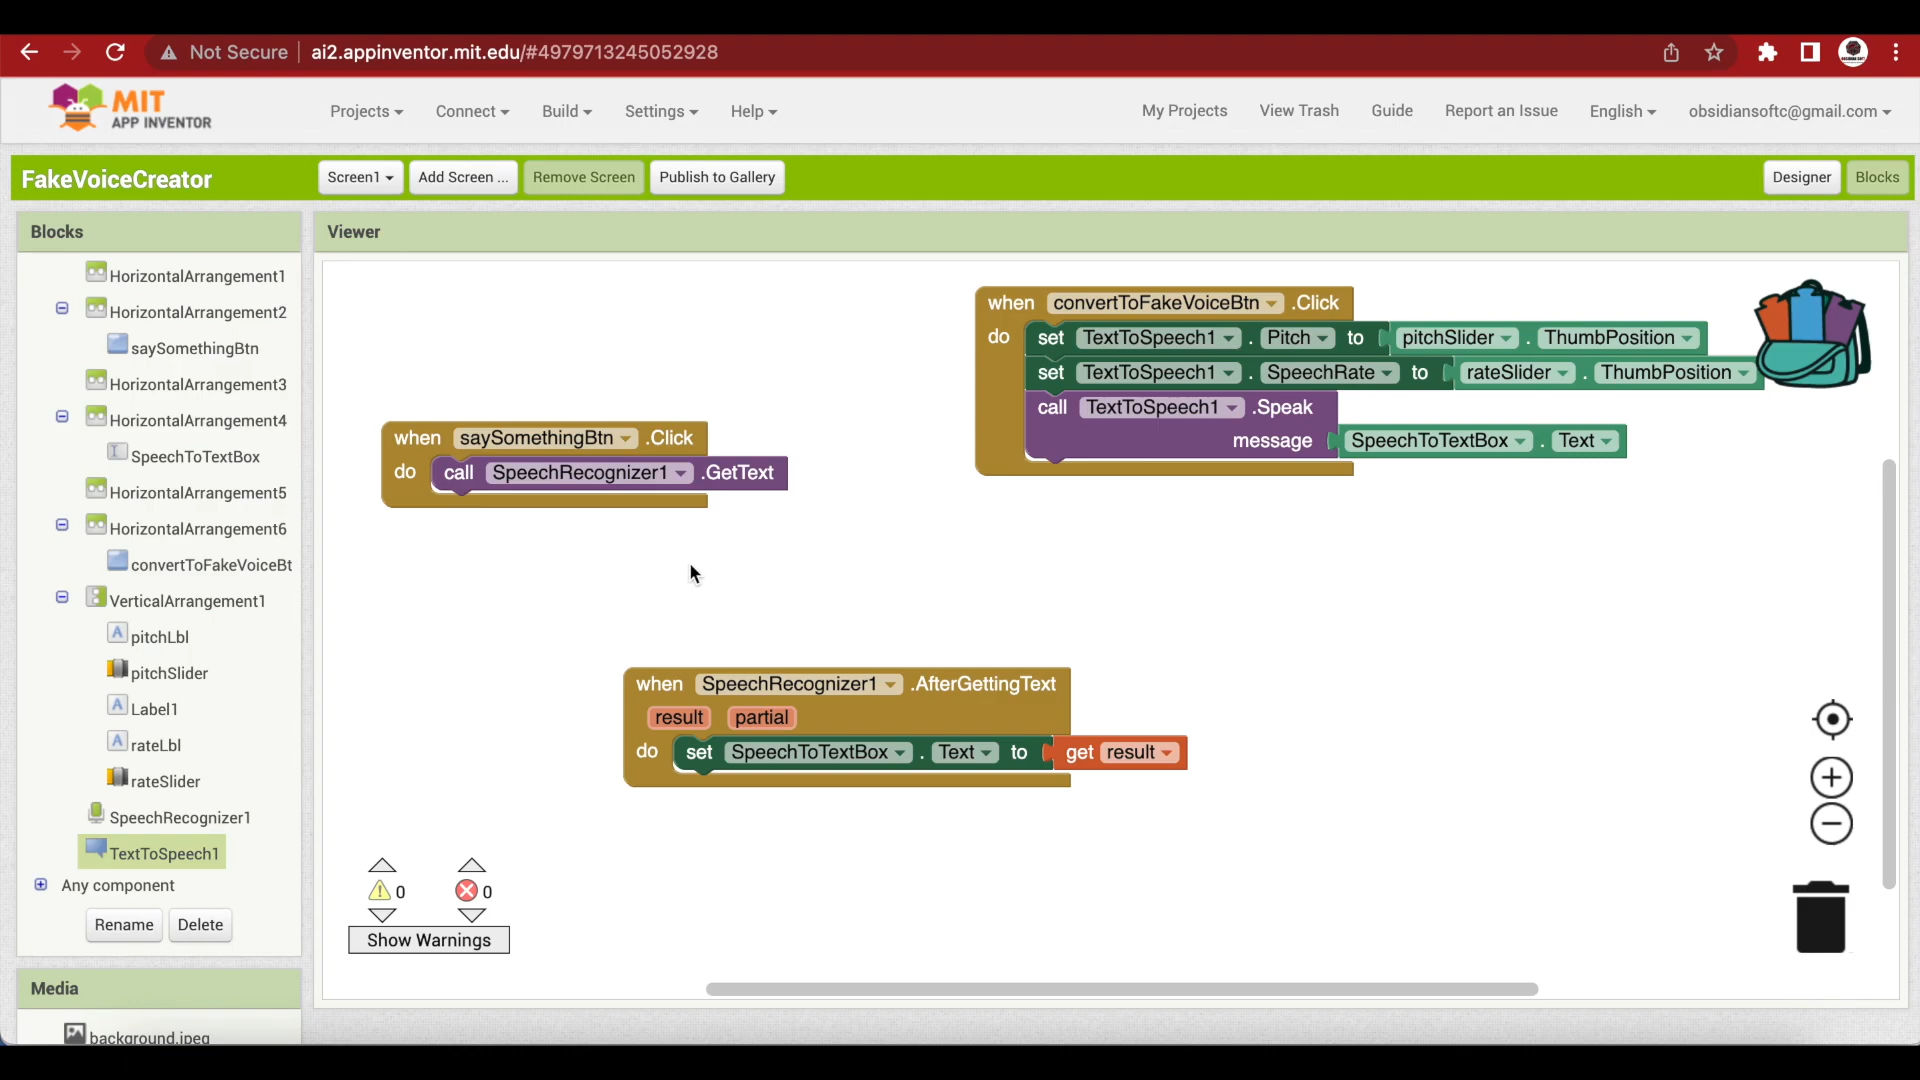 Not Secure | ai2.appinventor.mit.edu/#4979713245052928
MIT
APP INVENTOR
Projects Connect Build Settings Help My Projects View Trash Guide Report an Issue English obsidiansoftc@gmail.com
FakeVoiceCreator Screen1 Add Screen ... Remove Screen Publish to Gallery Designer Blocks
Blocks
HorizontalArrangement1
HorizontalArrangement2
saySomethingBtn
HorizontalArrangement3
HorizontalArrangement4
SpeechToTextBox
HorizontalArrangement5
HorizontalArrangement6
convertToFakeVoiceBt
VerticalArrangement1
pitchLbl
pitchSlider
Label1
rateLbl
rateSlider
SpeechRecognizer1
TextToSpeech1
Any component
Rename Delete
Media
background.jpeg
Viewer
when convertToFakeVoiceBtn .Click
do set TextToSpeech1 . Pitch to pitchSlider . ThumbPosition
set TextToSpeech1 . SpeechRate to rateSlider . ThumbPosition
call TextToSpeech1 .Speak
message SpeechToTextBox . Text
when saySomethingBtn .Click
do call SpeechRecognizer1 .GetText
when SpeechRecognizer1 .AfterGettingText
result partial
do set SpeechToTextBox . Text to get result
0 0
Show Warnings